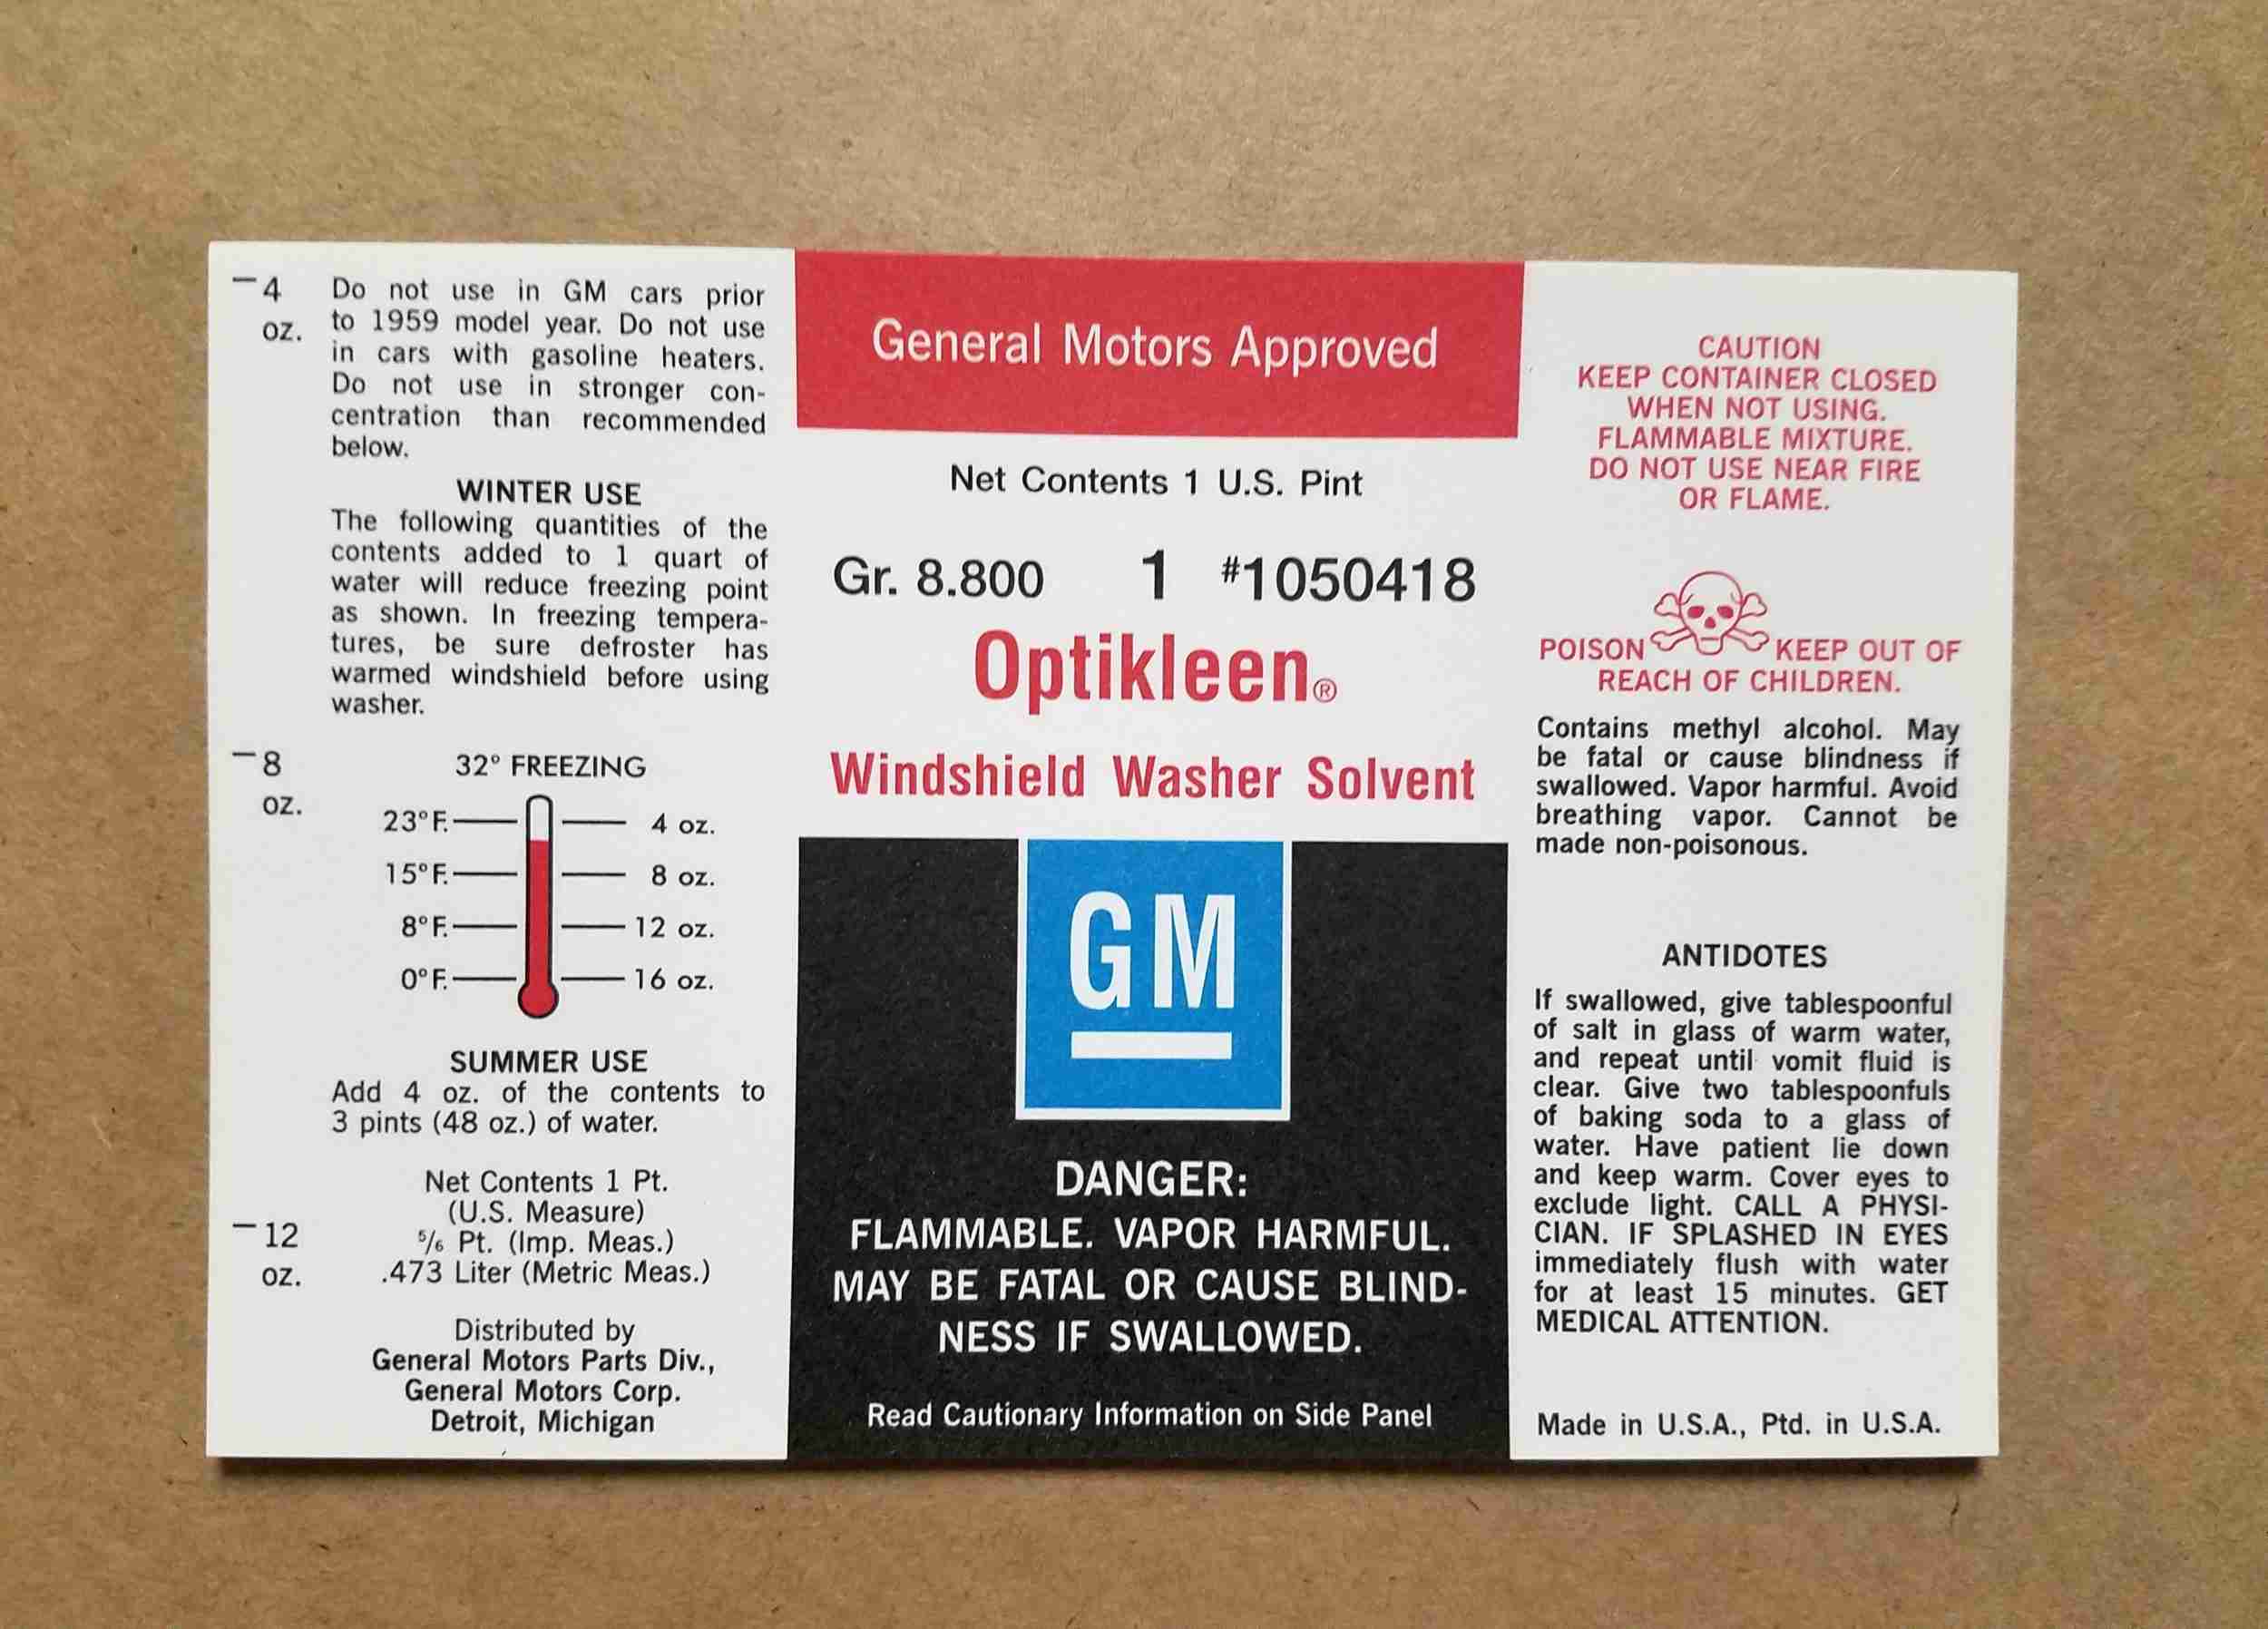 4
oz.
Do not use in GM cars prior
to 1959 model year. Do not use
in cars with gasoline heaters.
Do not use in stronger con-
centration than recommended
below.
WINTER USE
The following quantities of the
contents added to 1 quart of
water will reduce freezing point
as shown. In freezing tempera-
tures, be sure defroster has
warmed windshield before using
washer.
8
oz.
32° FREEZING
23°F. 4 oz.
15°F. 8 oz.
8°F. 12 oz.
0°F. 16 oz.
SUMMER USE
Add 4 oz. of the contents to
3 pints (48 oz.) of water.
12
oz.
Net Contents 1 Pt.
(U.S. Measure)
5/6 Pt. (Imp. Meas.)
.473 Liter (Metric Meas.)
Distributed by
General Motors Parts Div.,
General Motors Corp.
Detroit, Michigan
General Motors Approved
Net Contents 1 U.S. Pint
Gr. 8.800 1 #1050418
Optikleen®
Windshield Washer Solvent
GM
DANGER:
FLAMMABLE. VAPOR HARMFUL.
MAY BE FATAL OR CAUSE BLIND-
NESS IF SWALLOWED.
Read Cautionary Information on Side Panel
CAUTION
KEEP CONTAINER CLOSED
WHEN NOT USING.
FLAMMABLE MIXTURE.
DO NOT USE NEAR FIRE
OR FLAME.
POISON KEEP OUT OF
REACH OF CHILDREN.
Contains methyl alcohol. May
be fatal or cause blindness if
swallowed. Vapor harmful. Avoid
breathing vapor. Cannot be
made non-poisonous.
ANTIDOTES
If swallowed, give tablespoonful
of salt in glass of warm water,
and repeat until vomit fluid is
clear. Give two tablespoonfuls
of baking soda to a glass of
water. Have patient lie down
and keep warm. Cover eyes to
exclude light. CALL A PHYSI-
CIAN. IF SPLASHED IN EYES
immediately flush with water
for at least 15 minutes. GET
MEDICAL ATTENTION.
Made in U.S.A., Ptd. in U.S.A.